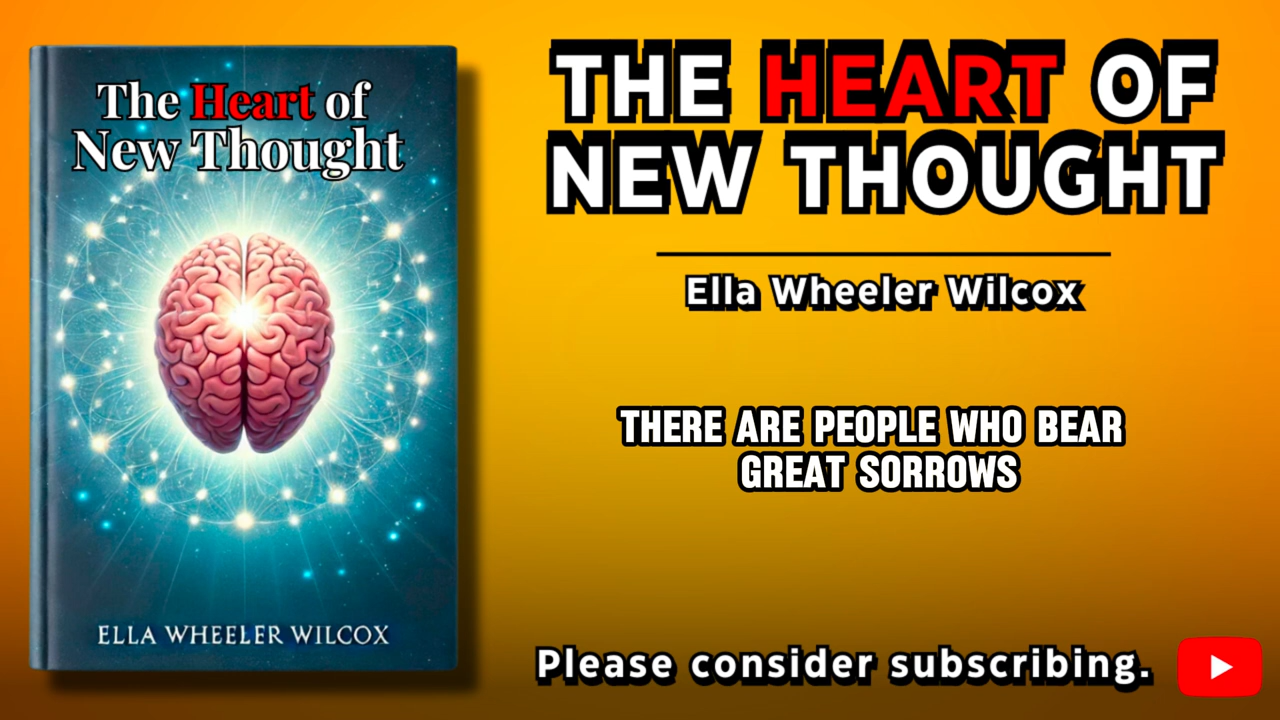 The Heart of
New Thought
ELLA WHEELER WILCOX
THE HEART OF
NEW THOUGHT
Ella Wheeler Wilcox
THERE ARE PEOPLE WHO BEAR
GREAT SORROWS
Please consider subscribing.